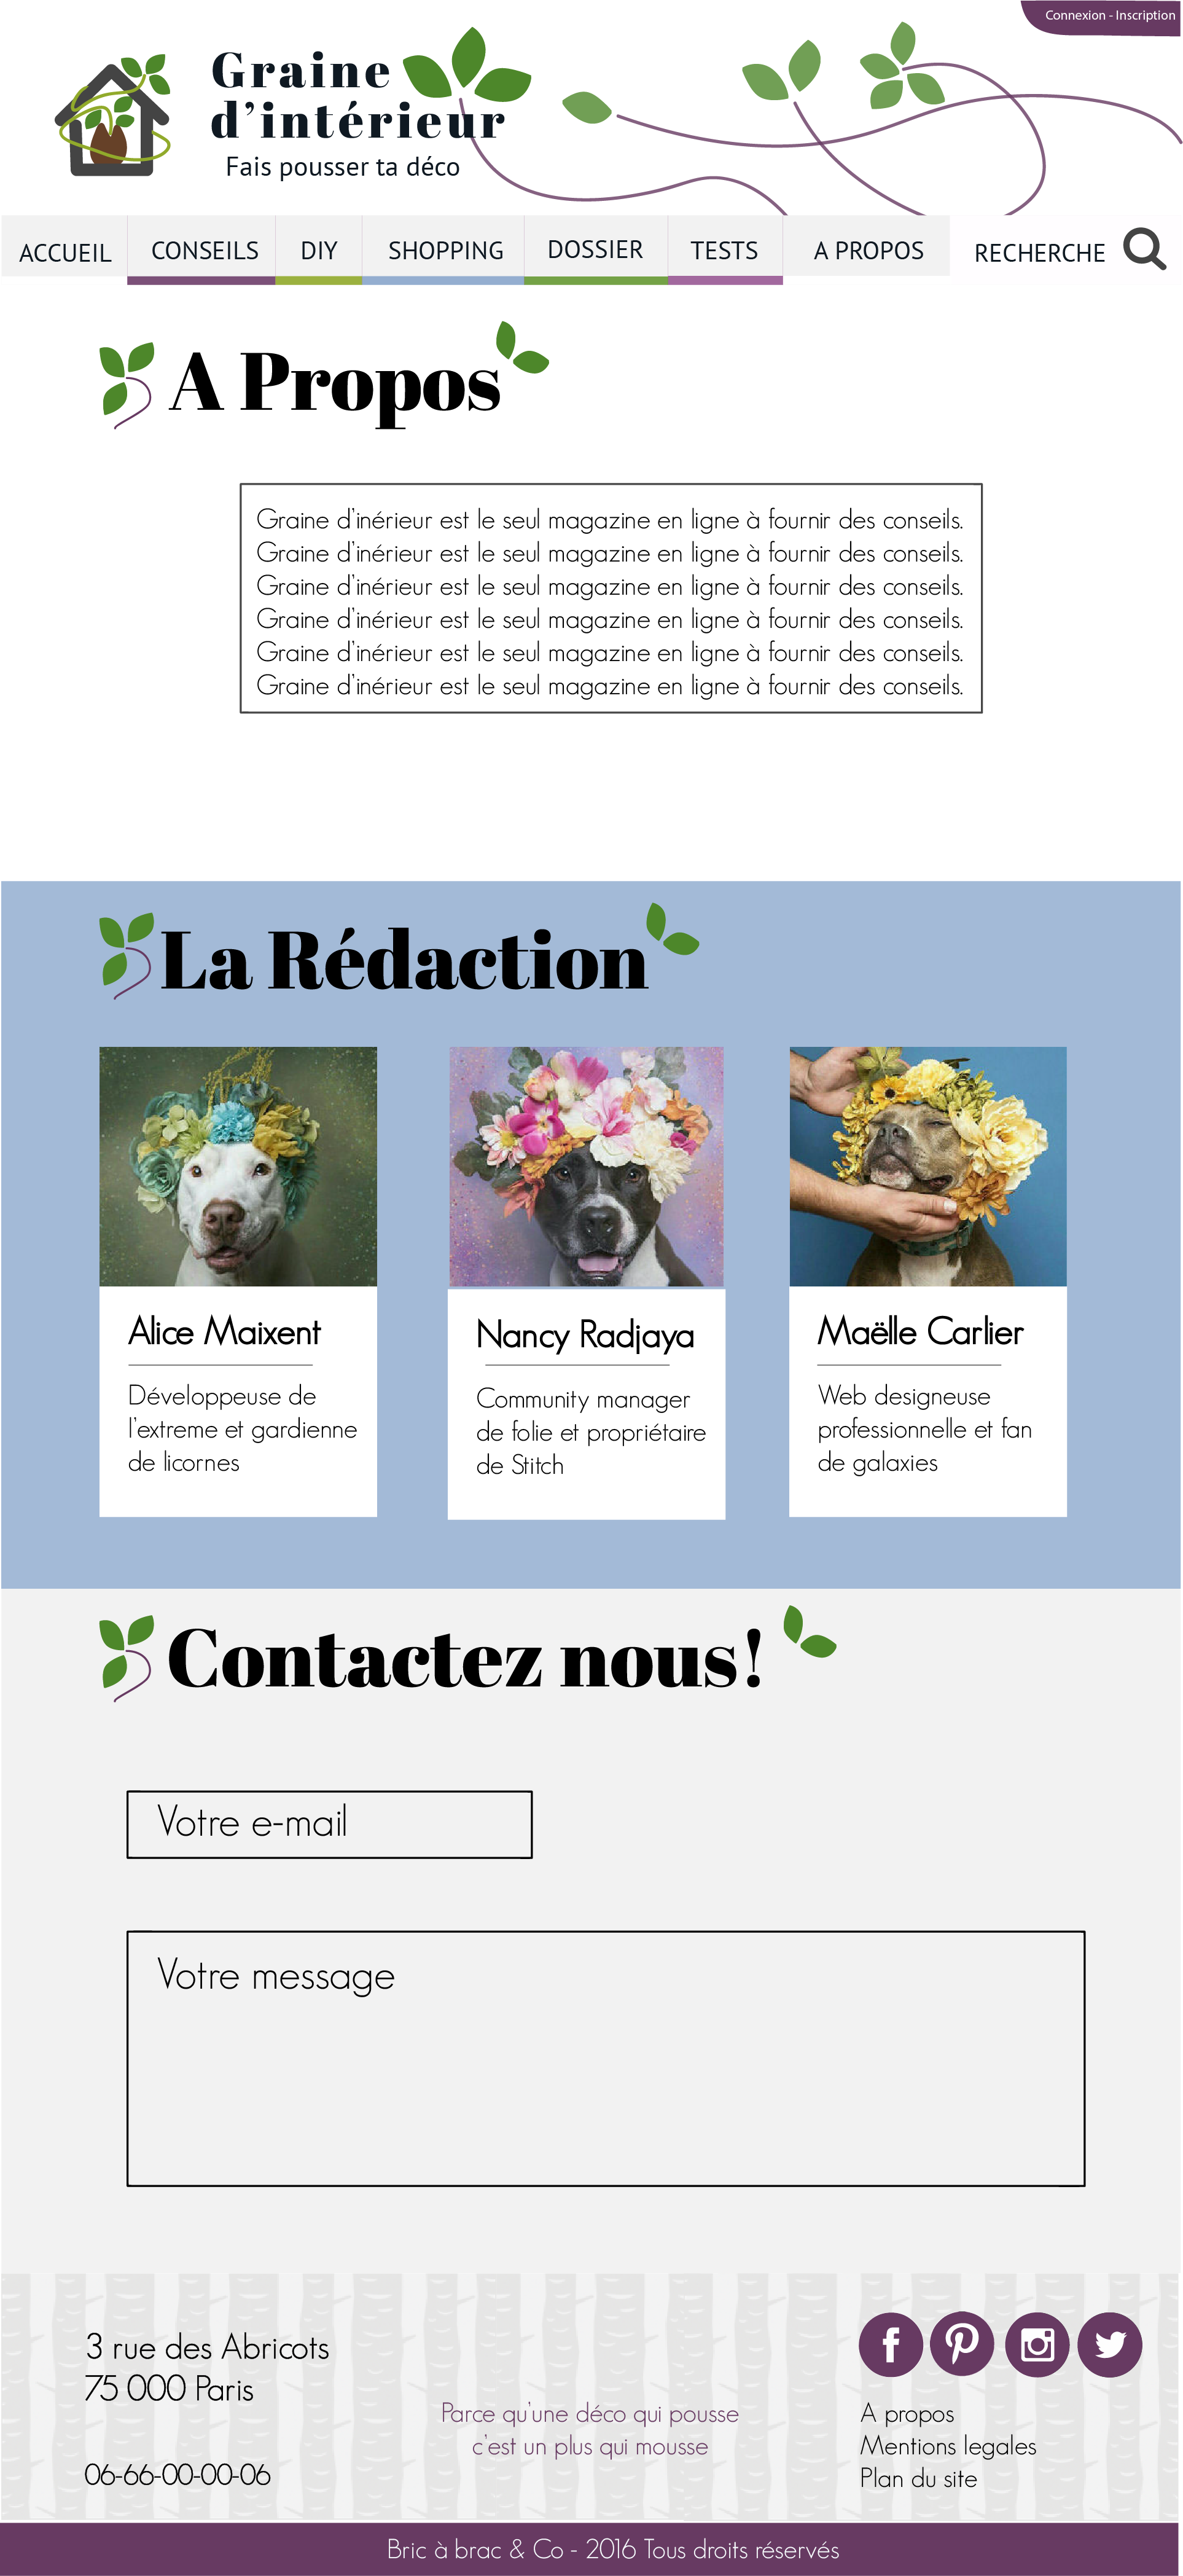 Connexion - Inscription
Graine
d'intérieur
Fais pousser ta déco
ACCUEIL
CONSEILS
DIY
SHOPPING
DOSSIER
TESTS
A PROPOS
RECHERCHE
A Propos
Graine d'inérieur est le seul magazine en ligne à fournir des conseils.
Graine d'inérieur est le seul magazine en ligne à fournir des conseils.
Graine d'inérieur est le seul magazine en ligne à fournir des conseils.
Graine d'inérieur est le seul magazine en ligne à fournir des conseils.
Graine d'inérieur est le seul magazine en ligne à fournir des conseils.
Graine d'inérieur est le seul magazine en ligne à fournir des conseils.
La Rédaction
Alice Maixent
Développeuse de
l'extreme et gardienne
de licornes
Nancy Radjaya
Community manager
de folie et propriétaire
de Stitch
Maëlle Carlier
Web designeuse
professionnelle et fan
de galaxies
Contactez nous!
Votre e-mail
Votre message
3 rue des Abricots
75 000 Paris
06-66-00-00-06
Parce qu'une déco qui pousse
c'est un plus qui mousse
A propos
Mentions legales
Plan du site
Bric à brac & Co - 2016 Tous droits réservés